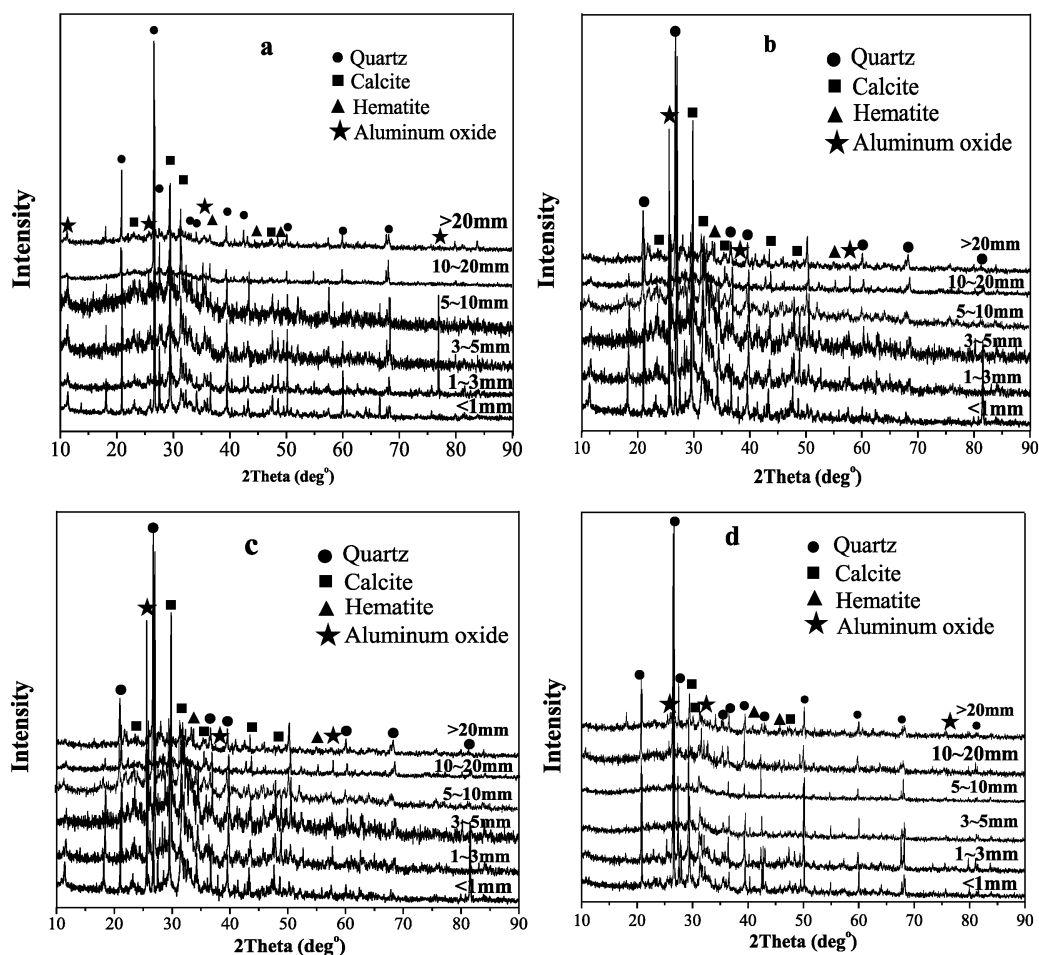 a
Quartz
Calcite
Hematite
Aluminum oxide
Intensity
>20mm
10~20mm
5~10mm
3~5mm
1~3mm
<1mm
10 20 30 40 50 60 70 80 90
2Theta (deg°)
b
Quartz
Calcite
Hematite
Aluminum oxide
Intensity
>20mm
10~20mm
5~10mm
3~5mm
1~3mm
<1mm
10 20 30 40 50 60 70 80 90
2Theta (deg°)
c
Quartz
Calcite
Hematite
Aluminum oxide
Intensity
>20mm
10~20mm
5~10mm
3~5mm
1~3mm
<1mm
10 20 30 40 50 60 70 80 90
2Theta (deg°)
d
Quartz
Calcite
Hematite
Aluminum oxide
Intensity
>20mm
10~20mm
5~10mm
3~5mm
1~3mm
<1mm
10 20 30 40 50 60 70 80 90
2Theta (deg°)